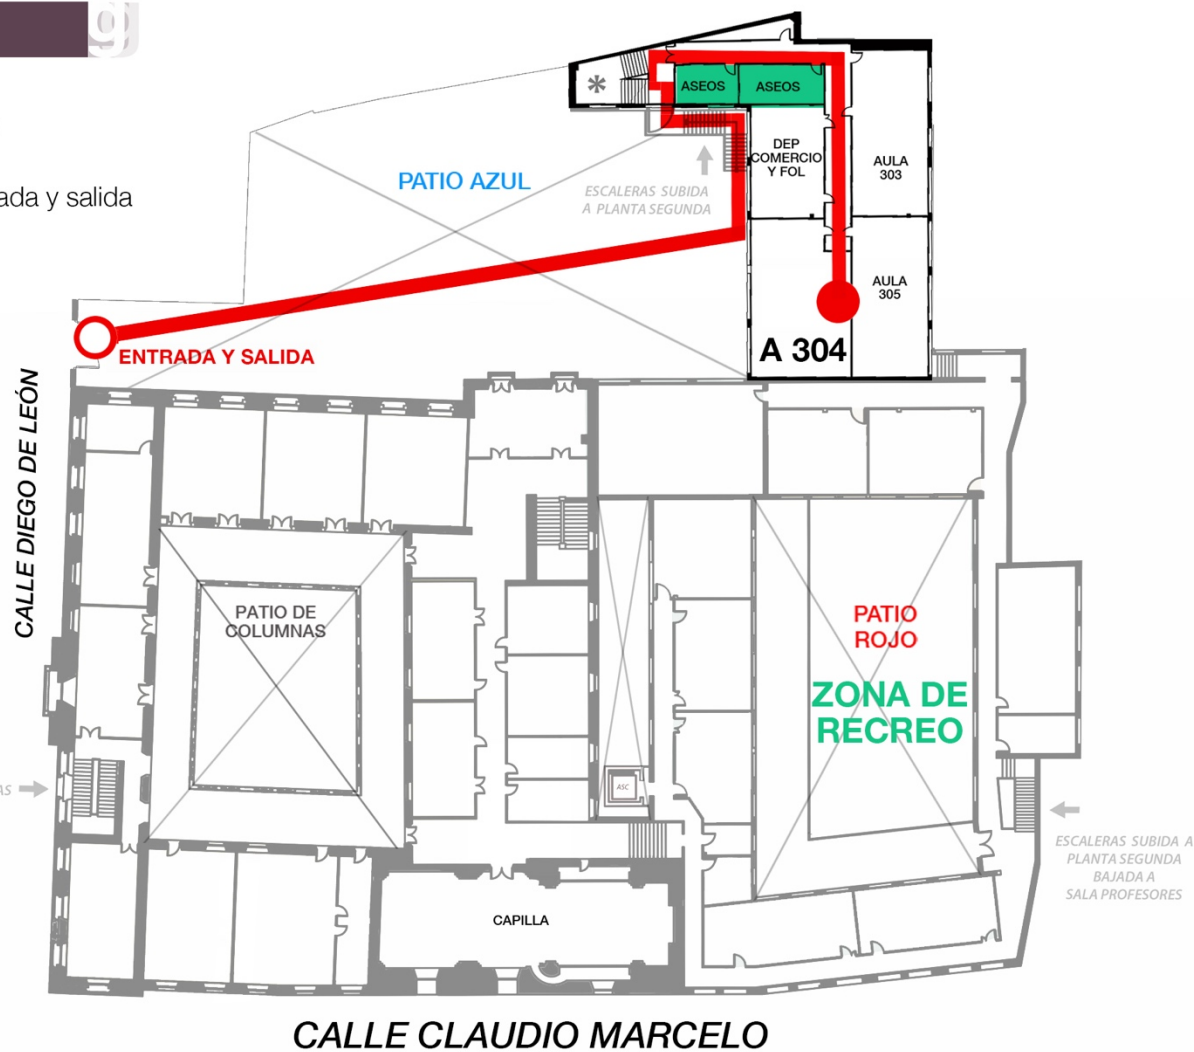 g
ASEOS
ASEOS
DEP
COMERCIO
Y FOL
AULA
303
PATIO AZUL
ESCALERAS SUBIDA
A PLANTA SEGUNDA
ada y salida
AULA
305
A 304
ENTRADA Y SALIDA
CALLE DIEGO DE LEÓN
PATIO DE
COLUMNAS
PATIO
ROJO
ZONA DE
RECREO
AS
ASC
ESCALERAS SUBIDA A
PLANTA SEGUNDA
BAJADA A
SALA PROFESORES
CAPILLA
CALLE CLAUDIO MARCELO